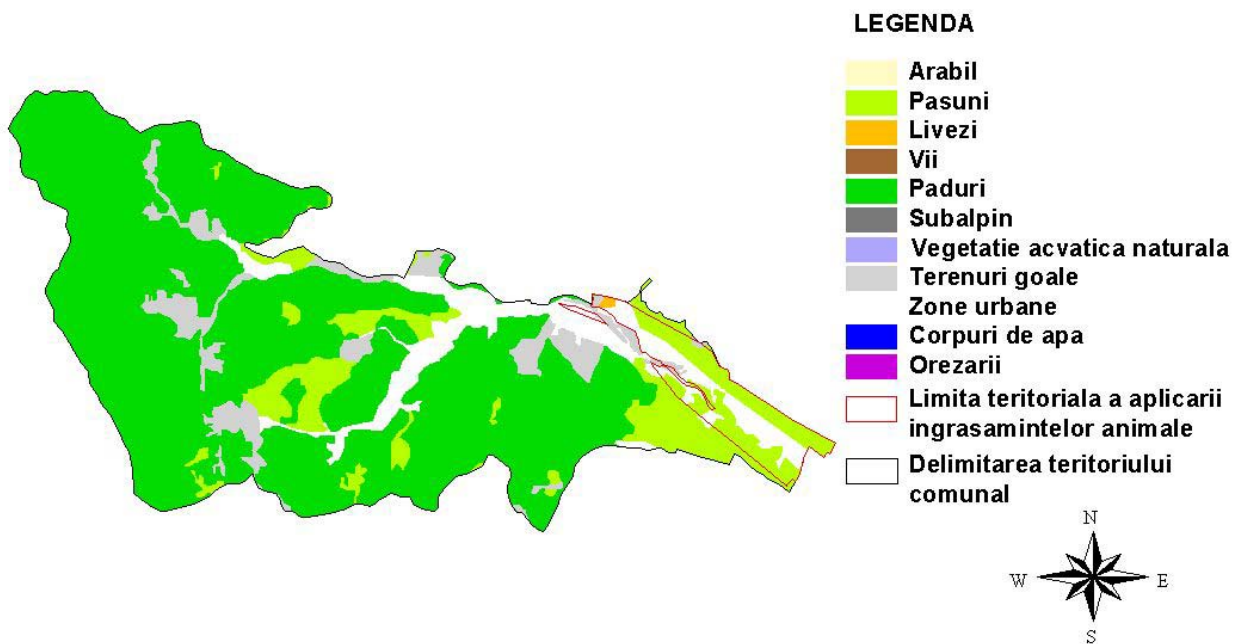 LEGENDA
Arabil
Pasuni
Livezi
Vii
Paduri
Subalpin
Vegetatie acvatica naturala
Terenuri goale
Zone urbane
Corpuri de apa
Orezarii
Limita teritoriala a aplicarii
ingrasamintelor animale
Delimitarea teritoriului
comunal
N
W E
S